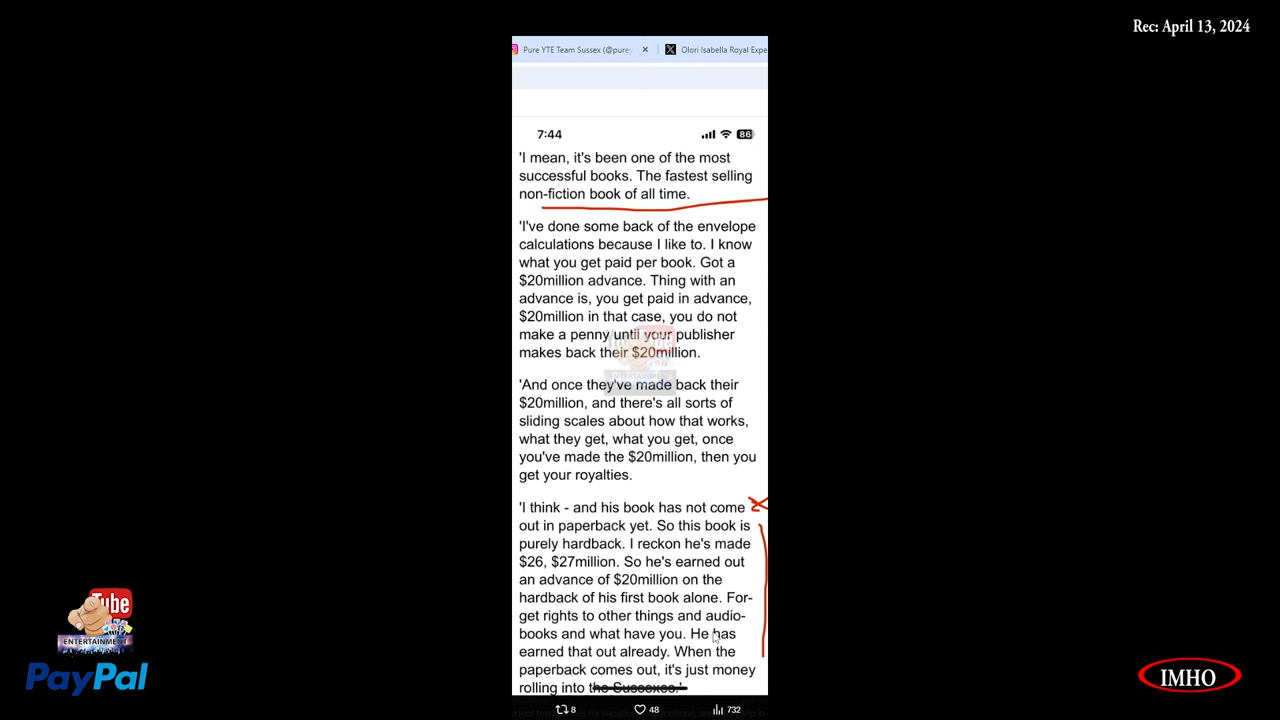 Rec: April 13, 2024
Pure YTE Team Sussex (@purey
Olori Isabella Royal Expe
7:44
86
'I mean, it's been one of the most
successful books. The fastest selling
non-fiction book of all time.
'I've done some back of the envelope
calculations because I like to. I know
what you get paid per book. Got a
$20million advance. Thing with an
advance is, you get paid in advance,
$20million in that case, you do not
make a penny until your publisher
makes back their $20million.
'And once they've made back their
$20million, and there's all sorts of
sliding scales about how that works,
what they get, what you get, once
you've made the $20million, then you
get your royalties.
'I think - and his book has not come
out in paperback yet. So this book is
purely hardback. I reckon he's made
$26, $27million. So he's earned out
an advance of $20million on the
hardback of his first book alone. For-
get rights to other things and audio-
books and what have you. He has
earned that out already. When the
paperback comes out, it's just money
rolling into the Sussexes.'
8
48
732
Tube
ENTERTAINMENT
PayPal
IMHO